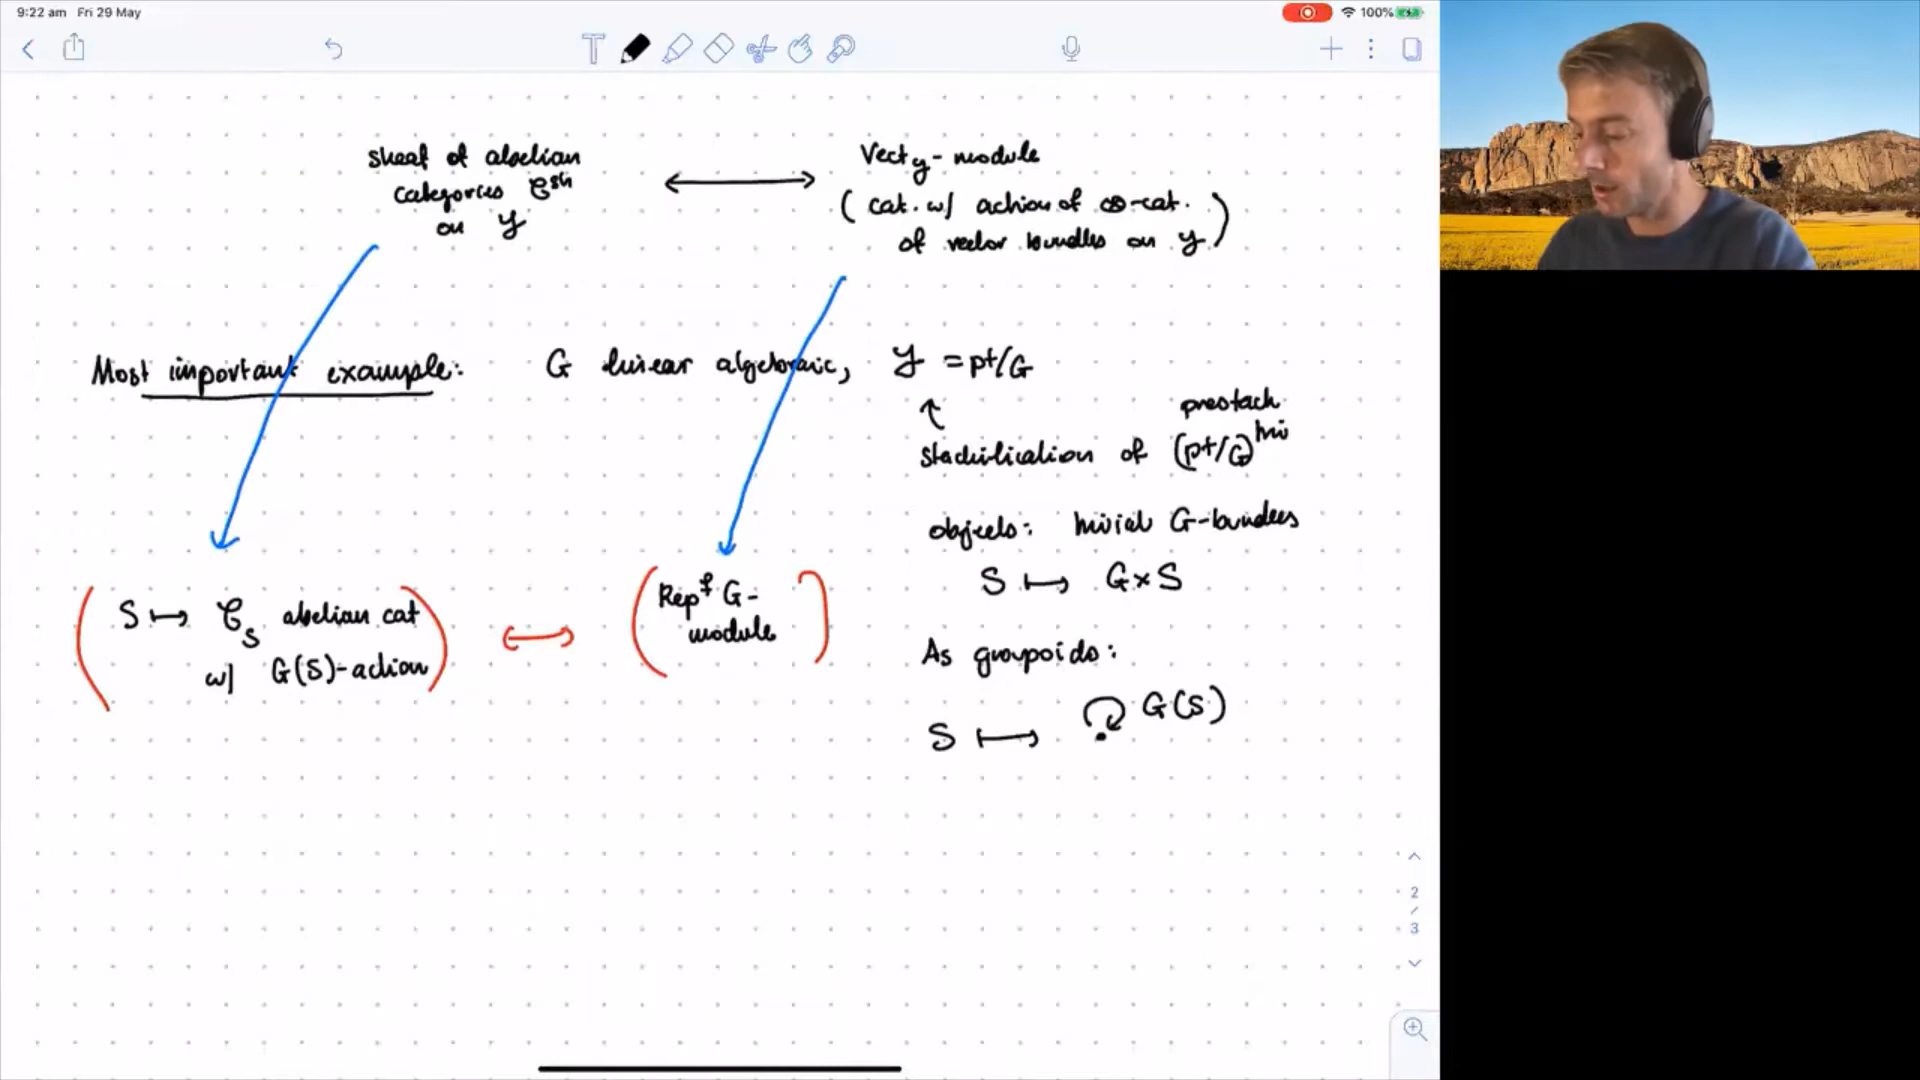 9:22 am Fri 29 May
100%
sheaf of abelian
categories 𝒞^sh
on 𝒴
⟷
Vect_𝒴 - module
( cat. w/ action of ⊗-cat.
of vector bundles on 𝒴 )
Most important example: G linear algebraic, 𝒴 = pt/G
↑
prestack
stackification of (pt/G)^triv
objects: trivial G-bundles
S ⟼ G × S
( S ⟼ 𝒞_S abelian cat
w/ G(S)-action )
⟷
( Rep^f G -
module )
As groupoids:
S ⟼ G(S)
2
/
3